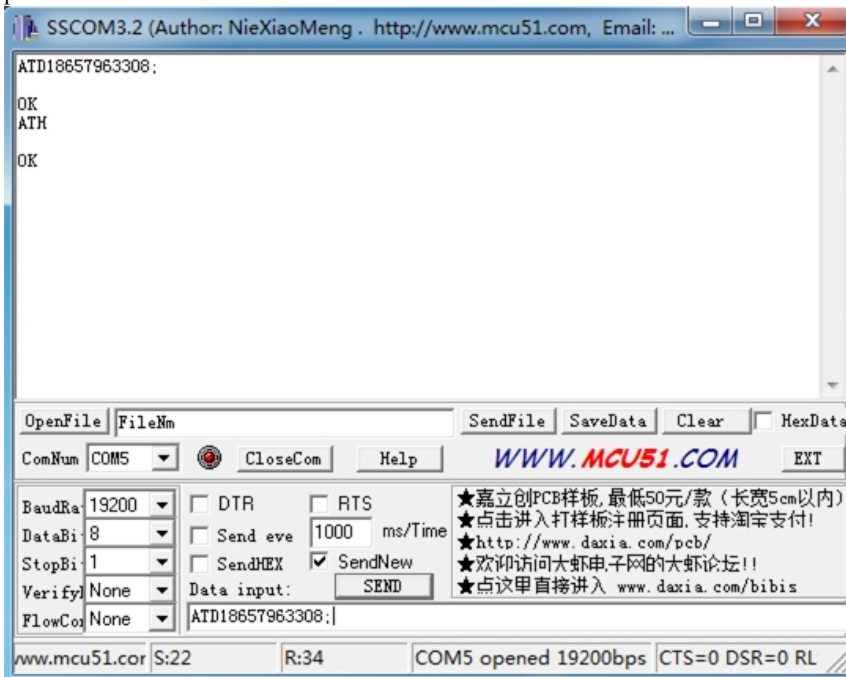 SSCOM3.2 (Author: NieXiaoMeng . http://www.mcu51.com, Email: ...
ATD18657963308;
OK
ATH
OK
OpenFile FileNm SendFile SaveData Clear HexData
ComNum COM5 CloseCom Help WWW.MCU51.COM EXT
BaudRa 19200 DTR RTS
DataBi 8 Send eve 1000 ms/Time
StopBi 1 SendHEX SendNew
Verifyl None Data input: SEND
FlowCo None ATD18657963308;
★嘉立创PCB样板,最低50元/款(长宽5cm以内)
★点击进入打样板注册页面,支持淘宝支付!
★http://www.daxia.com/pcb/
★欢迎访问大虾电子网的大虾论坛!!
★点这里直接进入 www.daxia.com/bibis
ww.mcu51.cor S:22 R:34 COM5 opened 19200bps CTS=0 DSR=0 RL